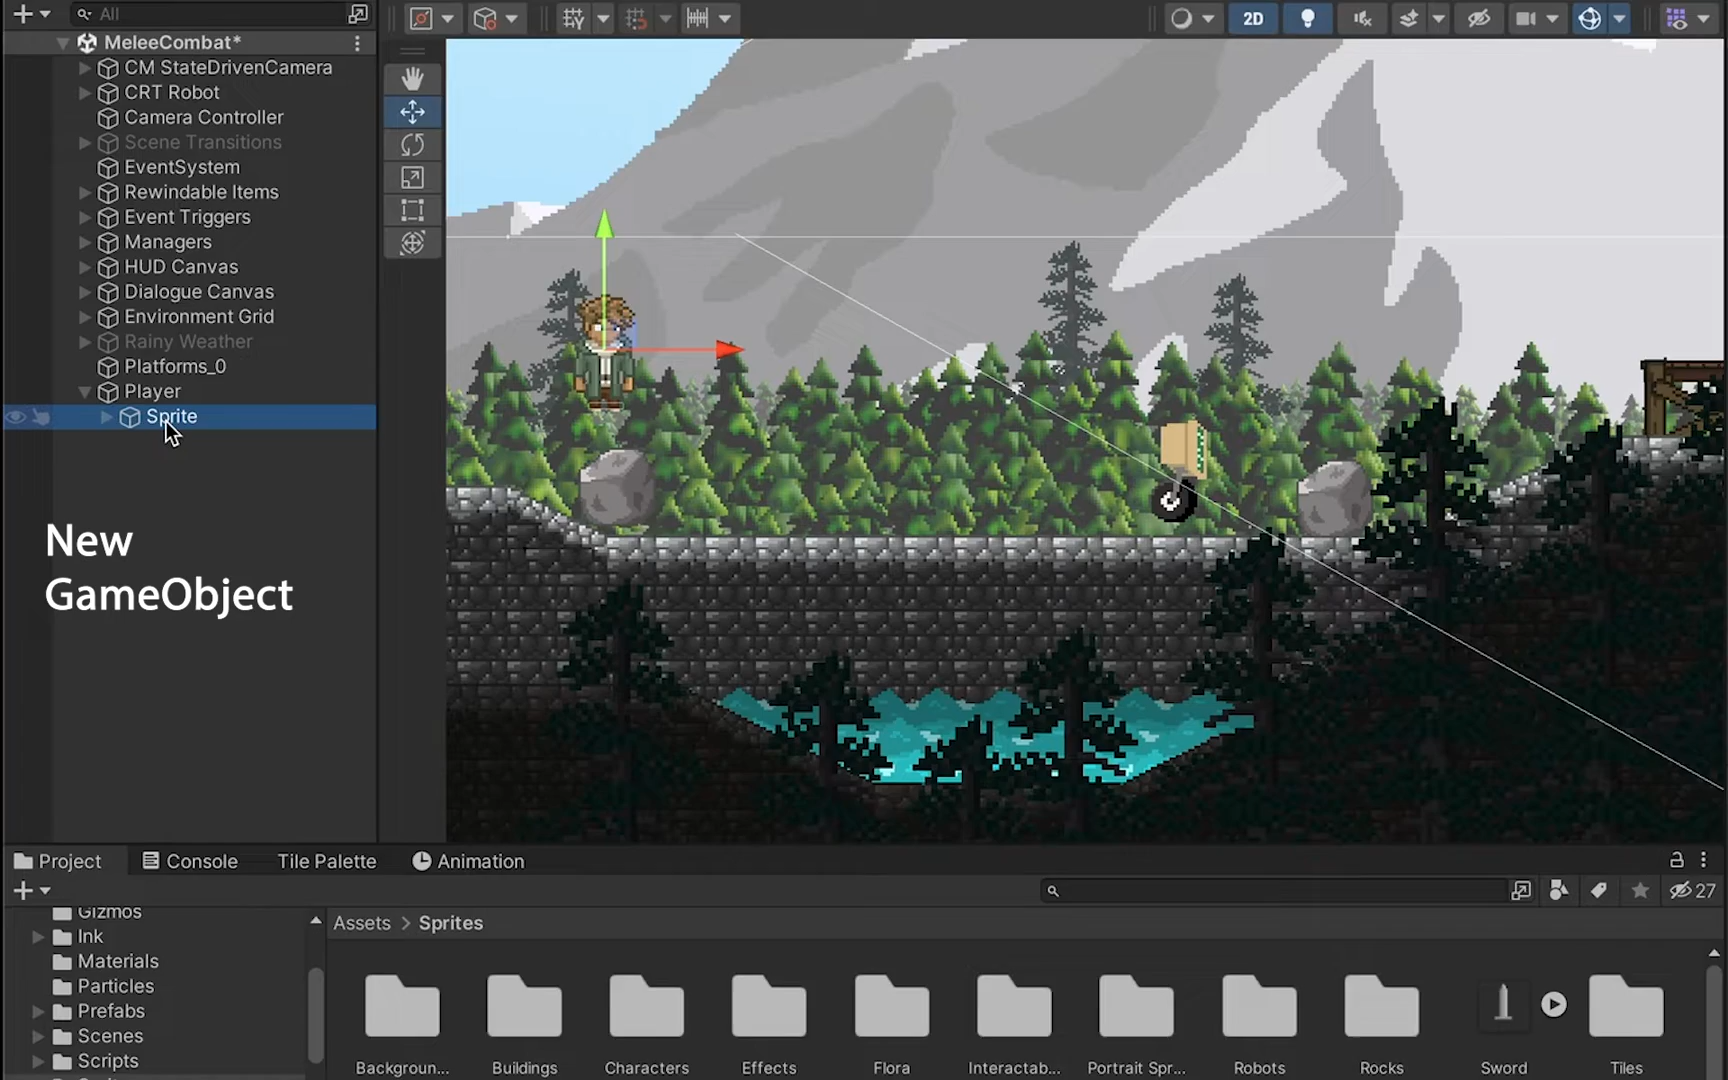 All
MeleeCombat*
CM StateDrivenCamera
CRT Robot
Camera Controller
Scene Transitions
EventSystem
Rewindable Items
Event Triggers
Managers
HUD Canvas
Dialogue Canvas
Environment Grid
Rainy Weather
Platforms_0
Player
Sprite
New
GameObject
2D
Project Console Tile Palette Animation
27
Gizmos
Ink
Materials
Particles
Prefabs
Scenes
Scripts
Assets > Sprites
Backgroun... Buildings Characters Effects Flora Interactab... Portrait Spr... Robots Rocks Sword Tiles